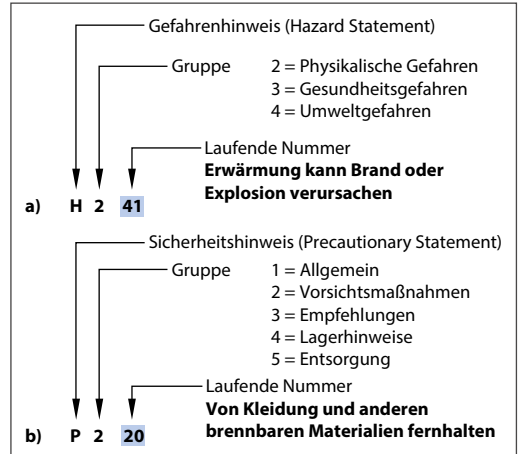 Gefahrenhinweis (Hazard Statement)
Gruppe 2 = Physikalische Gefahren
3 = Gesundheitsgefahren
4 = Umweltgefahren
Laufende Nummer
Erwärmung kann Brand oder
Explosion verursachen
a) H 2 41
Sicherheitshinweis (Precautionary Statement)
Gruppe 1 = Allgemein
2 = Vorsichtsmaßnahmen
3 = Empfehlungen
4 = Lagerhinweise
5 = Entsorgung
Laufende Nummer
Von Kleidung und anderen
brennbaren Materialien fernhalten
b) P 2 20